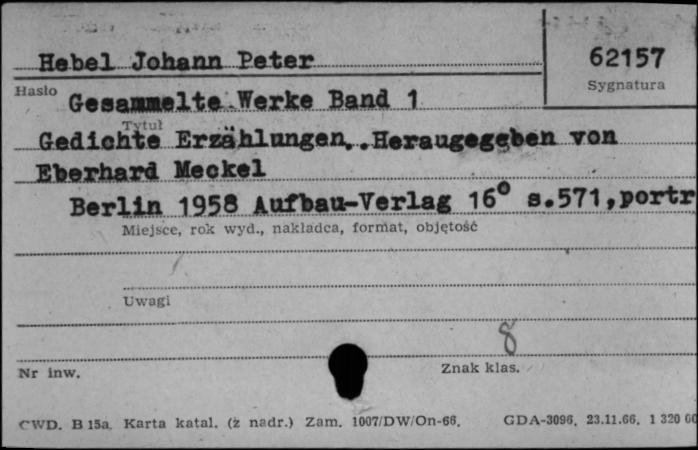 Hebel Johann Peter
62157
Sygnatura
Hasło
Gesammelte Werke Band 1
Tytuł
Gedichte Erzählungen..Heraugegeben von
Eberhard Meckel
Berlin 1958 Aufbau-Verlag 16° s.571,portr
Miejsce, rok wyd., nakładca, format, objętość
Uwagi
8
Nr inw.
Znak klas.
CWD. B 15a. Karta katal. (ż nadr.) Zam. 1007/DW/On-66. GDA-3096. 23.11.66. 1 320 00